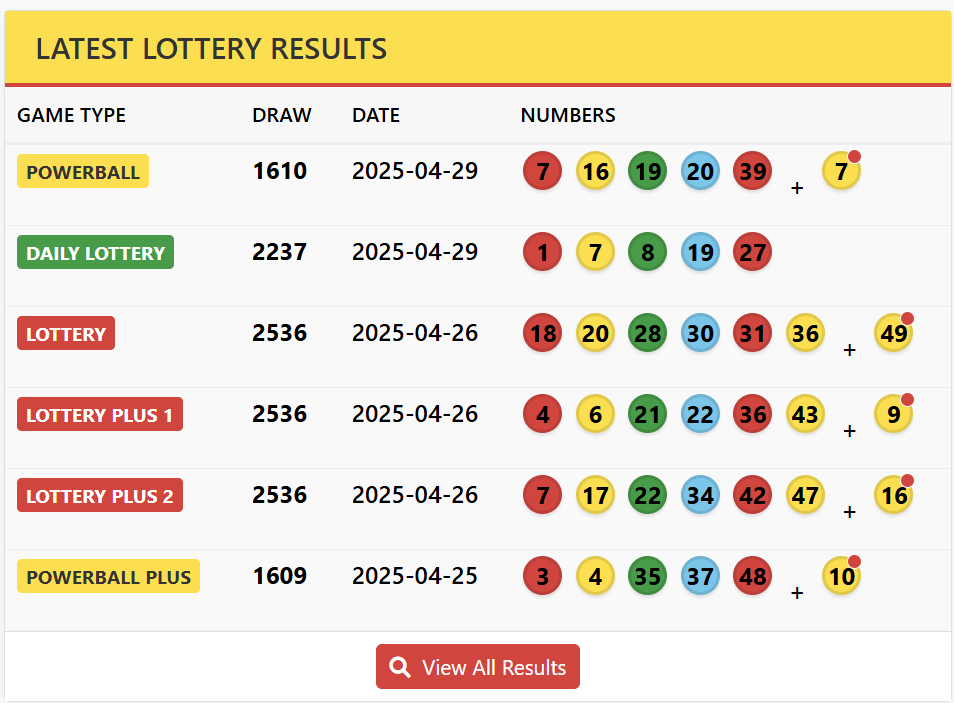 LATEST LOTTERY RESULTS
GAME TYPE DRAW DATE NUMBERS
POWERBALL 1610 2025-04-29 7 16 19 20 39 + 7
DAILY LOTTERY 2237 2025-04-29 1 7 8 19 27
LOTTERY 2536 2025-04-26 18 20 28 30 31 36 + 49
LOTTERY PLUS 1 2536 2025-04-26 4 6 21 22 36 43 + 9
LOTTERY PLUS 2 2536 2025-04-26 7 17 22 34 42 47 + 16
POWERBALL PLUS 1609 2025-04-25 3 4 35 37 48 + 10
View All Results